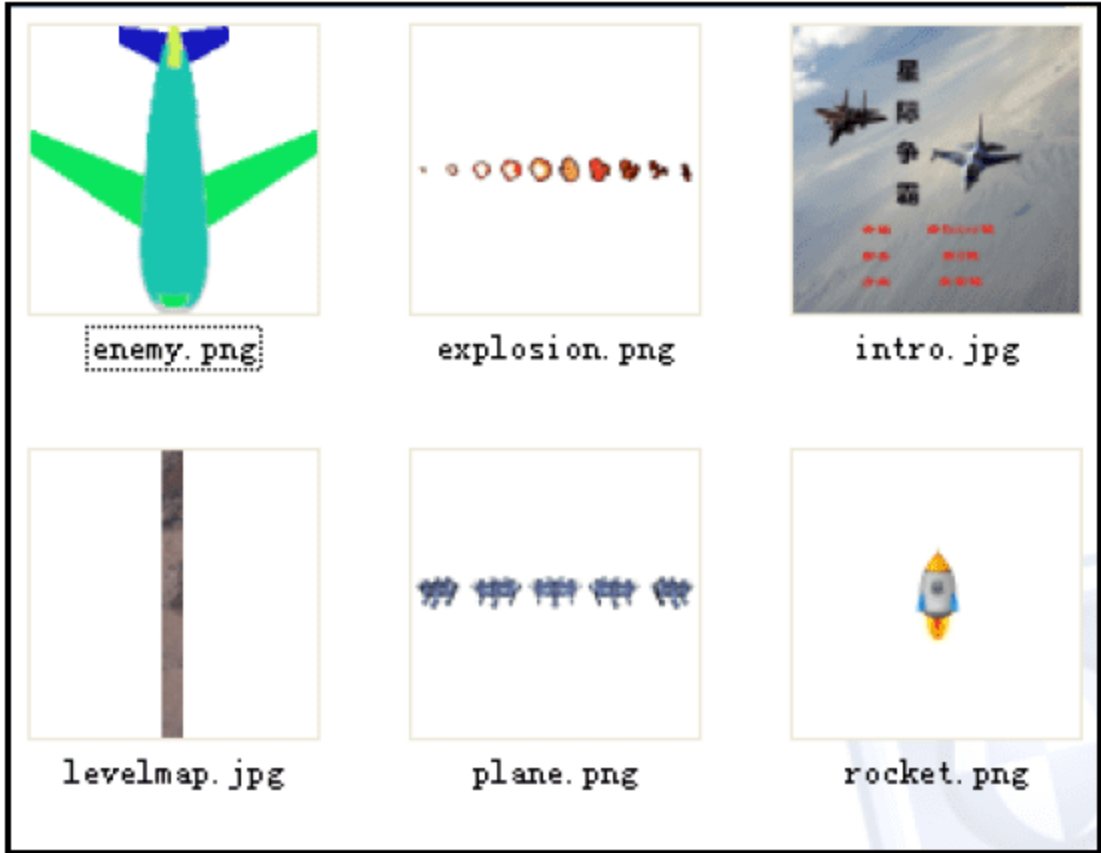 星
际
争
霸
enemy.png
explosion.png
intro.jpg
levelmap.jpg
plane.png
rocket.png